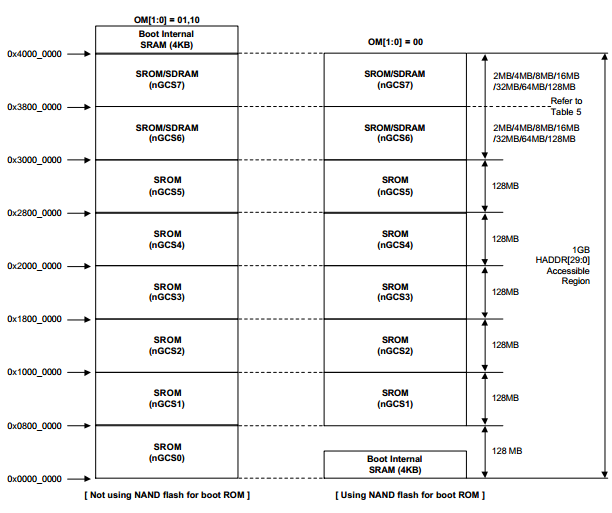 OM[1:0] = 01,10
Boot Internal
SRAM (4KB)
OM[1:0] = 00
0x4000_0000
SROM/SDRAM
(nGCS7)
SROM/SDRAM
(nGCS7)
2MB/4MB/8MB/16MB
/32MB/64MB/128MB
0x3800_0000
Refer to
Table 5
SROM/SDRAM
(nGCS6)
SROM/SDRAM
(nGCS6)
2MB/4MB/8MB/16MB
/32MB/64MB/128MB
0x3000_0000
SROM
(nGCS5)
SROM
(nGCS5)
128MB
0x2800_0000
SROM
(nGCS4)
SROM
(nGCS4)
128MB
1GB
HADDR[29:0]
Accessible
Region
0x2000_0000
SROM
(nGCS3)
SROM
(nGCS3)
128MB
0x1800_0000
SROM
(nGCS2)
SROM
(nGCS2)
128MB
0x1000_0000
SROM
(nGCS1)
SROM
(nGCS1)
128MB
0x0800_0000
SROM
(nGCS0)
128 MB
Boot Internal
SRAM (4KB)
0x0000_0000
[ Not using NAND flash for boot ROM ]
[ Using NAND flash for boot ROM ]